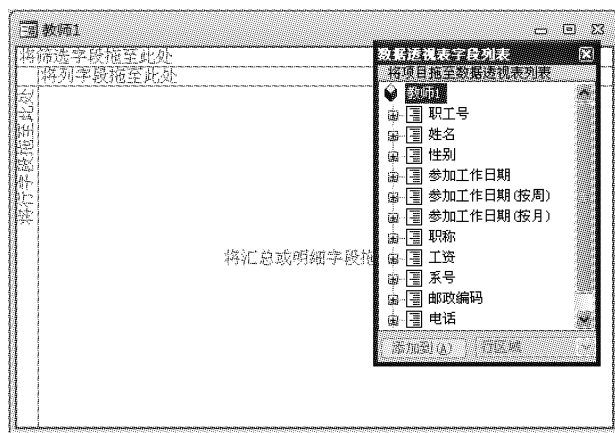 教师1
将筛选字段拖至此处
将列字段拖至此处
将行字段拖至此处
将汇总或明细字段拖
数据透视表字段列表
将项目拖至数据透视表列表
教师1
职工号
姓名
性别
参加工作日期
参加工作日期(按周)
参加工作日期(按月)
职称
工资
系号
邮政编码
电话
添加到(A) 行区域